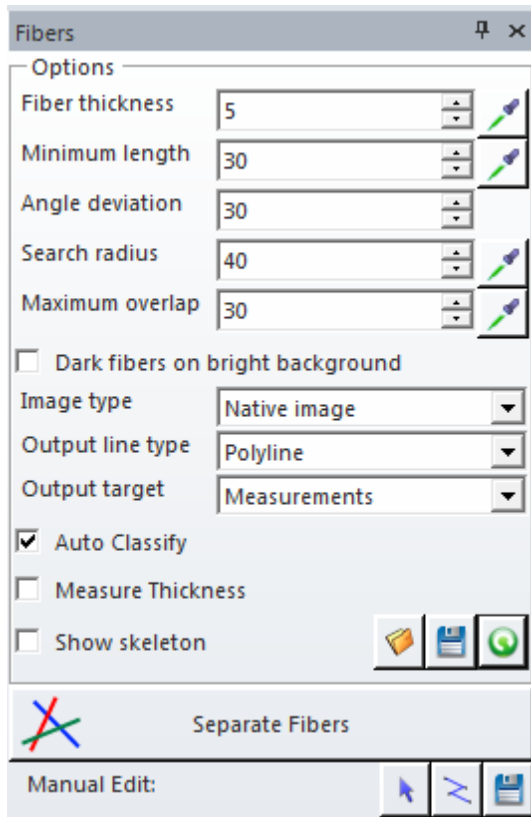 Fibers
Options
Fiber thickness 5
Minimum length 30
Angle deviation 30
Search radius 40
Maximum overlap 30
Dark fibers on bright background
Image type Native image
Output line type Polyline
Output target Measurements
Auto Classify
Measure Thickness
Show skeleton
Separate Fibers
Manual Edit: